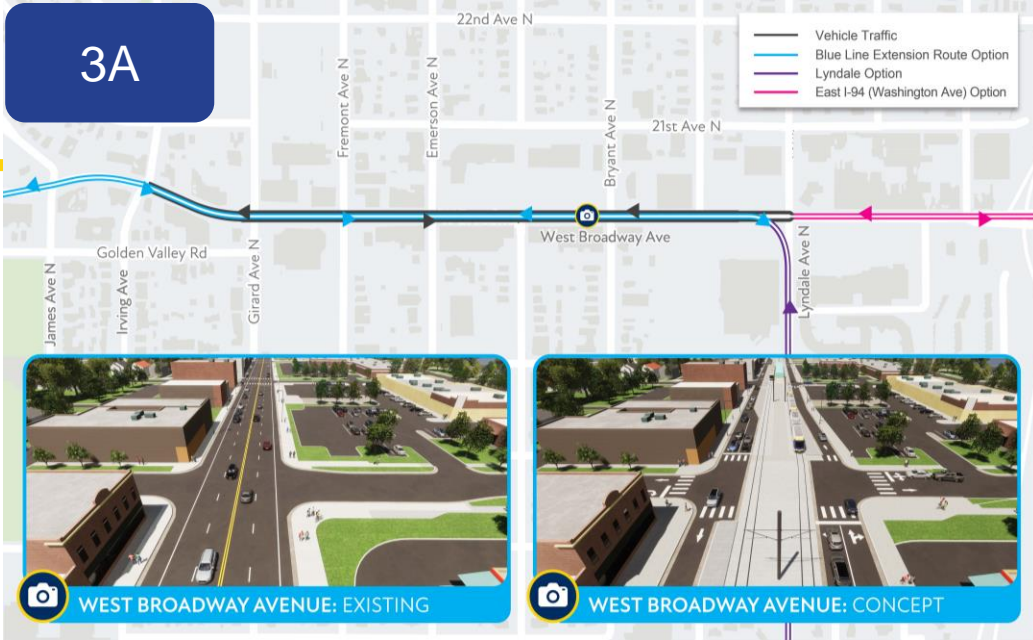 3A
22nd Ave N
Vehicle Traffic
Blue Line Extension Route Option
Lyndale Option
East I-94 (Washington Ave) Option
Fremont Ave N
Emerson Ave N
Bryant Ave N
21st Ave N
West Broadway Ave
Golden Valley Rd
James Ave N
Irving Ave
Girard Ave N
Lyndale Ave N
WEST BROADWAY AVENUE: EXISTING
WEST BROADWAY AVENUE: CONCEPT